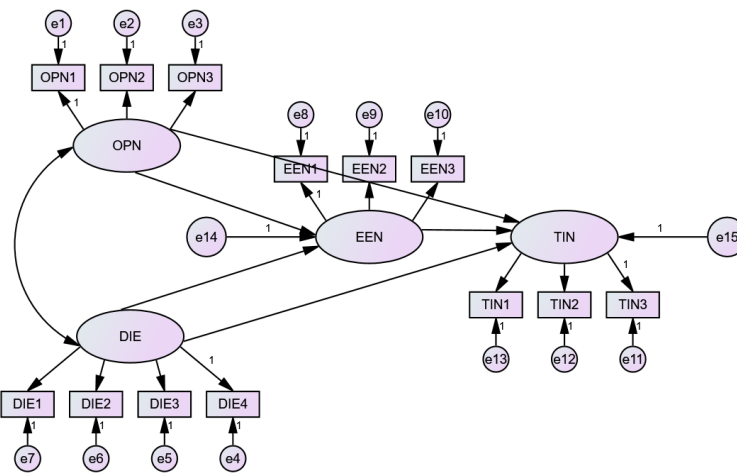 e1 e2 e3
1 1 1
OPN1 OPN2 OPN3
1
OPN
e8 e9 e10
1 1 1
EEN1 EEN2 EEN3
1
e14 1 EEN TIN 1 e15
1
TIN1 TIN2 TIN3
1 1 1
e13 e12 e11
DIE
1
DIE1 DIE2 DIE3 DIE4
1 1 1 1
e7 e6 e5 e4